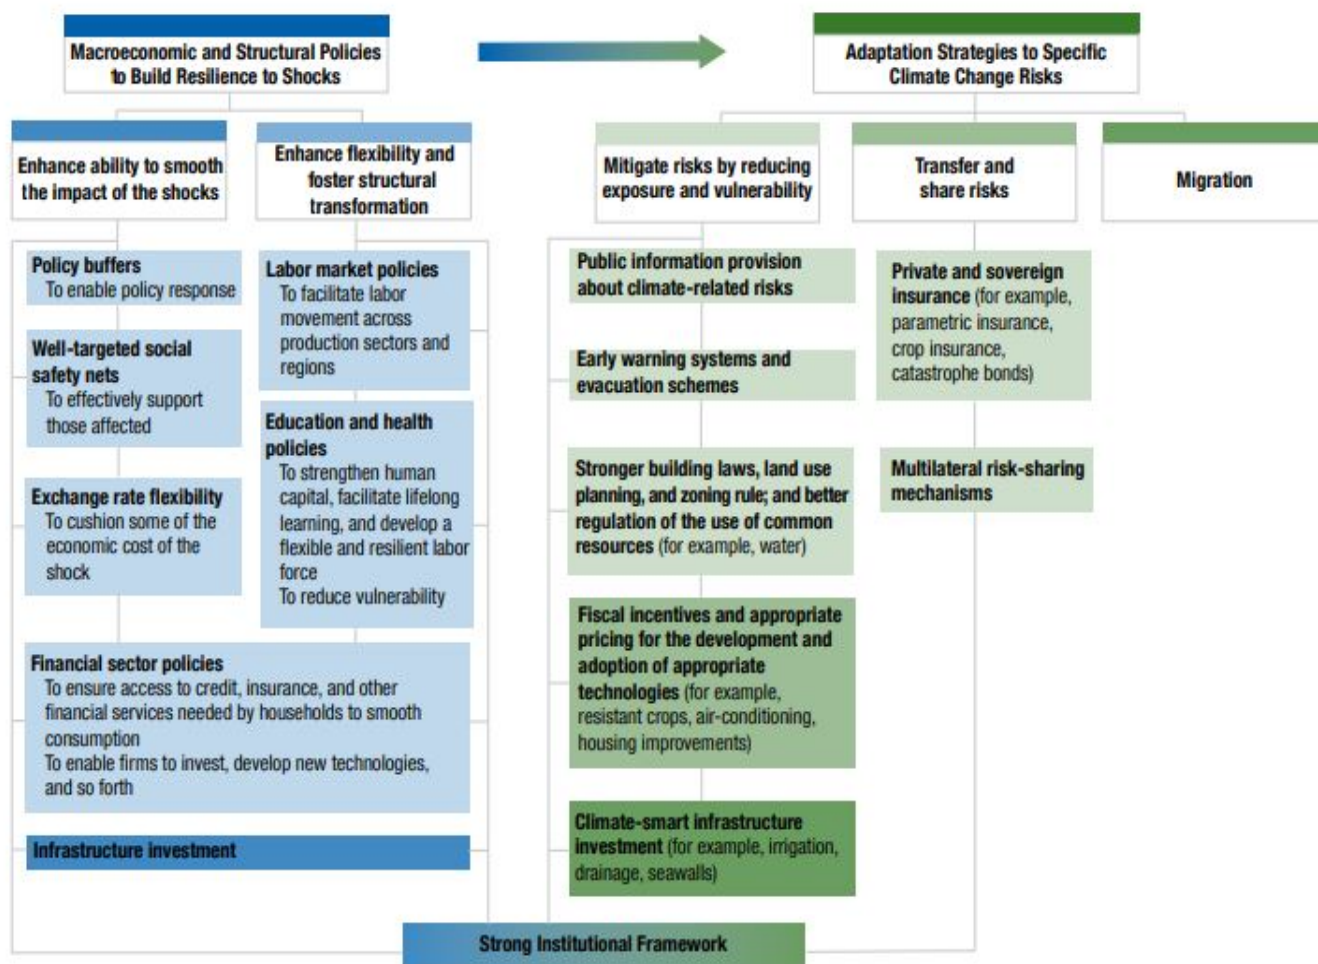 Macroeconomic and Structural Policies
to Build Resilience to Shocks
Adaptation Strategies to Specific
Climate Change Risks
Enhance ability to smooth
the impact of the shocks
Enhance flexibility and
foster structural
transformation
Mitigate risks by reducing
exposure and vulnerability
Transfer and
share risks
Migration
Policy buffers
To enable policy response
Well-targeted social
safety nets
To effectively support
those affected
Exchange rate flexibility
To cushion some of the
economic cost of the
shock
Labor market policies
To facilitate labor
movement across
production sectors and
regions
Education and health
policies
To strengthen human
capital, facilitate lifelong
learning, and develop a
flexible and resilient labor
force
To reduce vulnerability
Financial sector policies
To ensure access to credit, insurance, and other
financial services needed by households to smooth
consumption
To enable firms to invest, develop new technologies,
and so forth
Infrastructure investment
Public information provision
about climate-related risks
Early warning systems and
evacuation schemes
Stronger building laws, land use
planning, and zoning rule; and better
regulation of the use of common
resources (for example, water)
Fiscal incentives and appropriate
pricing for the development and
adoption of appropriate
technologies (for example,
resistant crops, air-conditioning,
housing improvements)
Climate-smart infrastructure
investment (for example, irrigation,
drainage, seawalls)
Private and sovereign
insurance (for example,
parametric insurance,
crop insurance,
catastrophe bonds)
Multilateral risk-sharing
mechanisms
Strong Institutional Framework